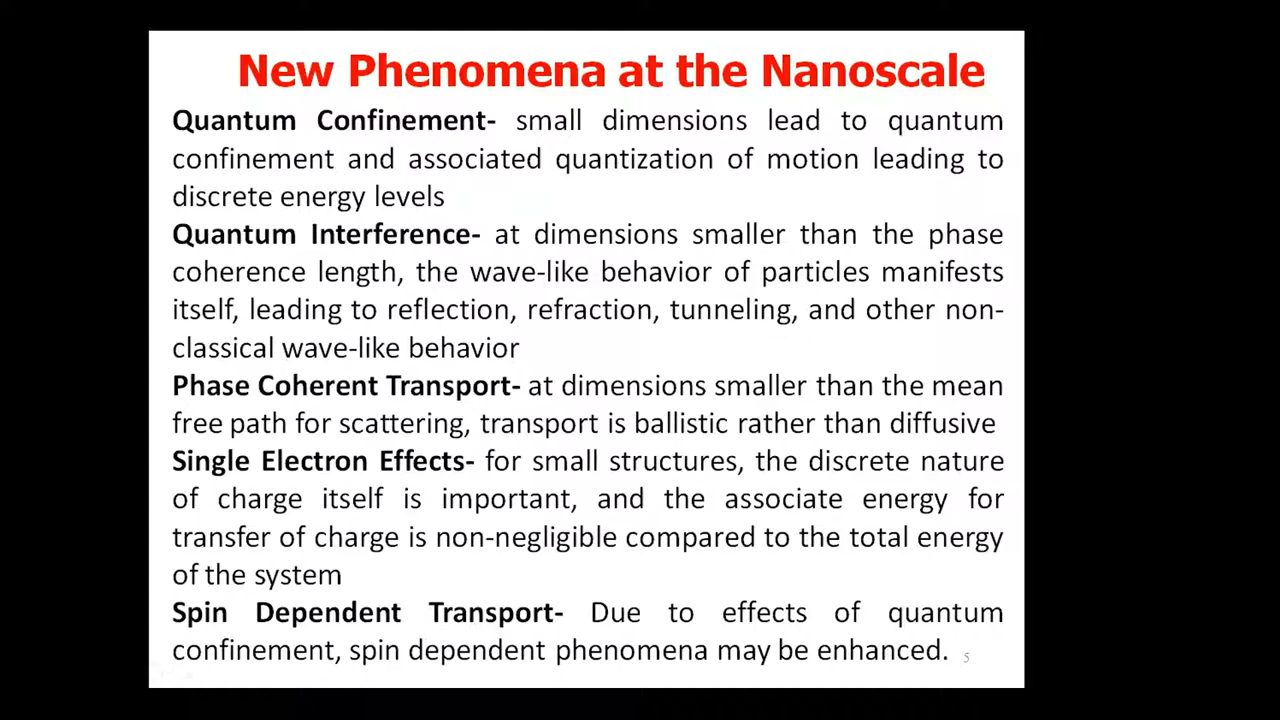 New Phenomena at the Nanoscale
Quantum Confinement- small dimensions lead to quantum
confinement and associated quantization of motion leading to
discrete energy levels
Quantum Interference- at dimensions smaller than the phase
coherence length, the wave-like behavior of particles manifests
itself, leading to reflection, refraction, tunneling, and other non-
classical wave-like behavior
Phase Coherent Transport- at dimensions smaller than the mean
free path for scattering, transport is ballistic rather than diffusive
Single Electron Effects- for small structures, the discrete nature
of charge itself is important, and the associate energy for
transfer of charge is non-negligible compared to the total energy
of the system
Spin Dependent Transport- Due to effects of quantum
confinement, spin dependent phenomena may be enhanced.
5